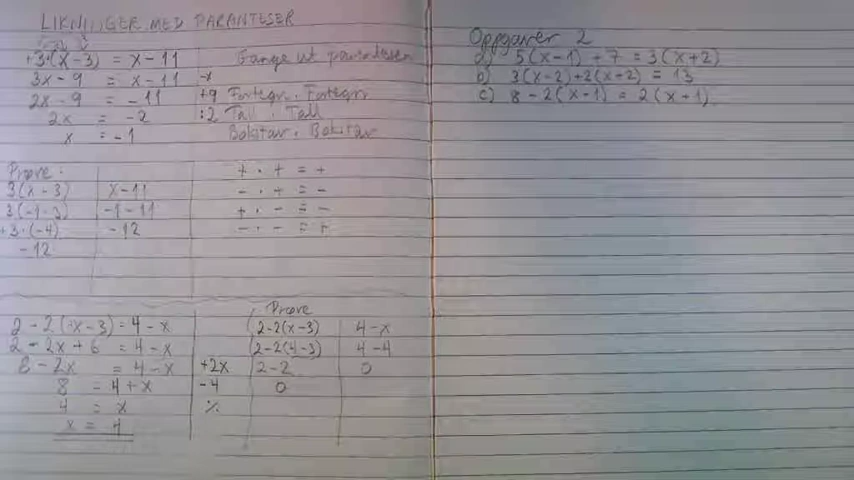 LIKNINGER MED PARANTESER
+3·(x-3) = x-11 Gange ut parantesen
3x-9 = x-11 -x
2x-9 = -11 +9 Fortegn · Fortegn
2x = -2 :2 Tall · Tall
x = -1 Bokstav · Bokstav
Prøve:
3(x-3) x-11
3(-1-3) -1-11
+3·(-4) -12
-12
+ · + = +
- · + = -
+ · - = -
- · - = +
2-2(+x-3) = 4-x
2-2x+6 = 4-x
8-2x = 4-x +2x
8 = 4+x -4
4 = x
x = 4
Prøve
2-2(x-3) 4-x
2-2(4-3) 4-4
2-2 0
0
Oppgaver 2
a) 5(x-1)+7 = 3(x+2)
b) 3(x-2)+2(x+2) = 13
c) 8-2(x-1) = 2(x+1)